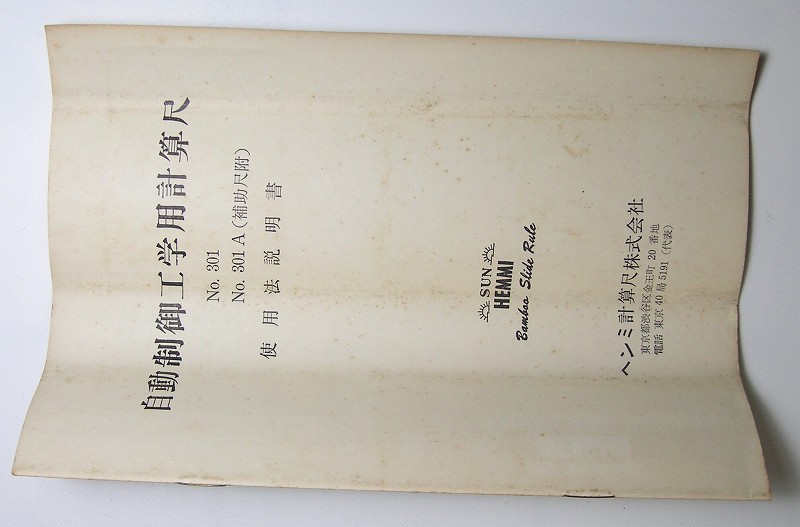 自動制御工学用計算尺
No. 301
No. 301 A（補助尺附）
使用法説明書
SUN
HEMMI
Bamboo Slide Rule
ヘンミ計算尺株式会社
東京都渋谷区金王町 20 番地
電話 東京 40 局 5191（代表）